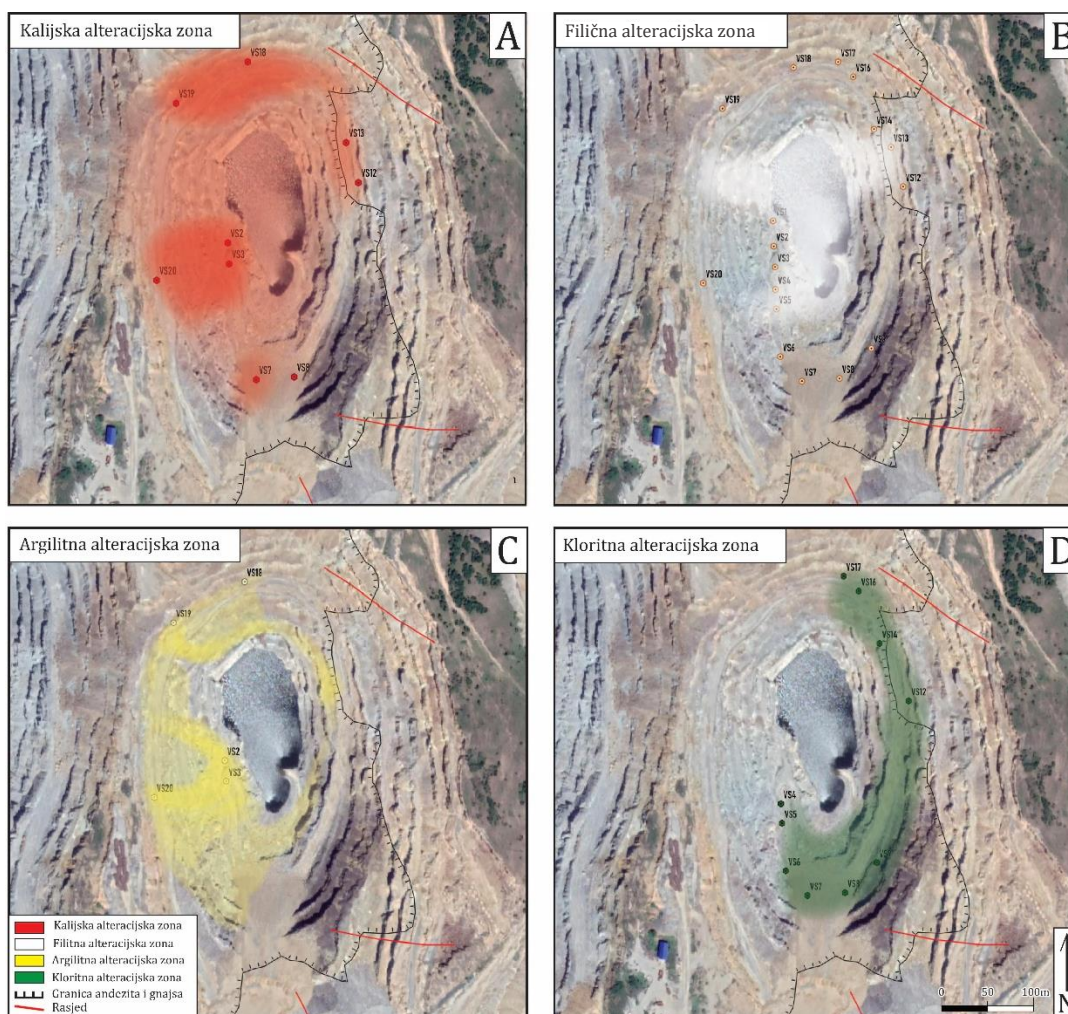 Kalijska alteracijska zona
A
VS18
VS19
VS13
VS12
VS2
VS3
VS20
VS7
VS8
Filična alteracijska zona
B
VS17
VS18
VS16
VS19
VS14
VS13
VS12
VS2
VS3
VS20
VS4
VS5
VS6
VS7
VS8
Argilitna alteracijska zona
C
VS18
VS19
VS2
VS3
VS20
Kalijska alteracijska zona
Filitna alteracijska zona
Argilitna alteracijska zona
Kloritna alteracijska zona
Granica andezita i gnajsa
Rasjed
Kloritna alteracijska zona
D
VS17
VS16
VS14
VS12
VS4
VS5
VS6
VS7
0 50 100m
N